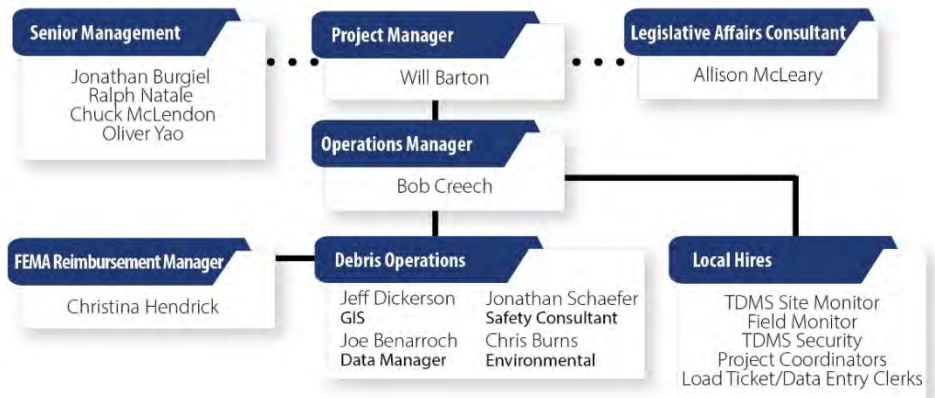 Senior Management
Jonathan Burgiel
Ralph Natale
Chuck McLendon
Oliver Yao
Project Manager
Will Barton
Legislative Affairs Consultant
Allison McLeary
Operations Manager
Bob Creech
FEMA Reimbursement Manager
Christina Hendrick
Debris Operations
Jeff Dickerson
GIS
Joe Benarroch
Data Manager
Jonathan Schaefer
Safety Consultant
Chris Burns
Environmental
Local Hires
TDMS Site Monitor
Field Monitor
TDMS Security
Project Coordinators
Load Ticket/Data Entry Clerks